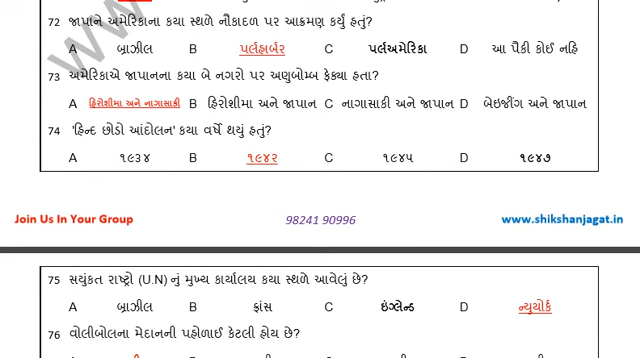 72 જાપાને અમેરિકાના કયા સ્થળે નૌકાદળ પર આક્રમણ કર્યું હતું?
A બ્રાઝીલ B પર્લહાર્બર C પર્લઅમેરિકા D આ પૈકી કોઈ નહિ
73 અમેરિકાએ જાપાનના કયા બે નગરો પર અણુબોમ્બ ફેક્યા હતા?
A હિરોશીમા અને નાગાસાકી B હિરોશીમા અને જાપાન C નાગાસાકી અને જાપાન D બેઇજીંગ અને જાપાન
74 'હિન્દ છોડો આંદોલન' કયા વર્ષે થયું હતું?
A ૧૯૩૪ B ૧૯૪૨ C ૧૯૪૫ D ૧૯૪૭
Join Us In Your Group 98241 90996 www.shikshanjagat.in
75 સયુંકત રાષ્ટ્રો (U.N) નું મુખ્ય કાર્યાલય કયા સ્થળે આવેલું છે?
A બ્રાઝીલ B ફ્રાંસ C ઇંગ્લેન્ડ D ન્યૂયોર્ક
76 વોલીબોલના મેદાનની પહોળાઈ કેટલી હોય છે?